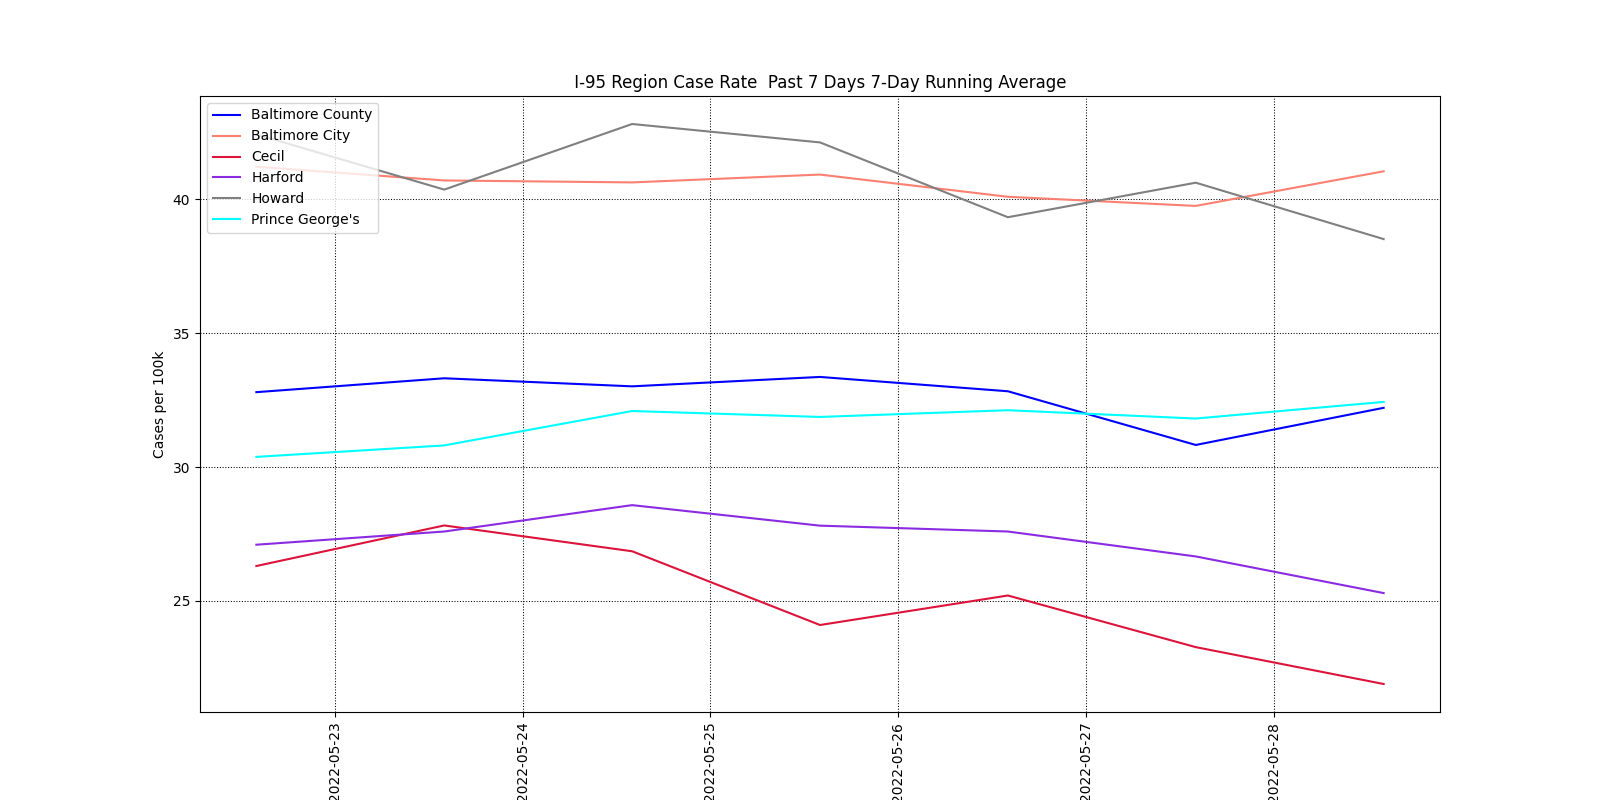 I-95 Region Case Rate  Past 7 Days 7-Day Running Average
Baltimore County
Baltimore City
Cecil
Harford
Howard
Prince George's
Cases per 100k
40
35
30
25
2022-05-23
2022-05-24
2022-05-25
2022-05-26
2022-05-27
2022-05-28